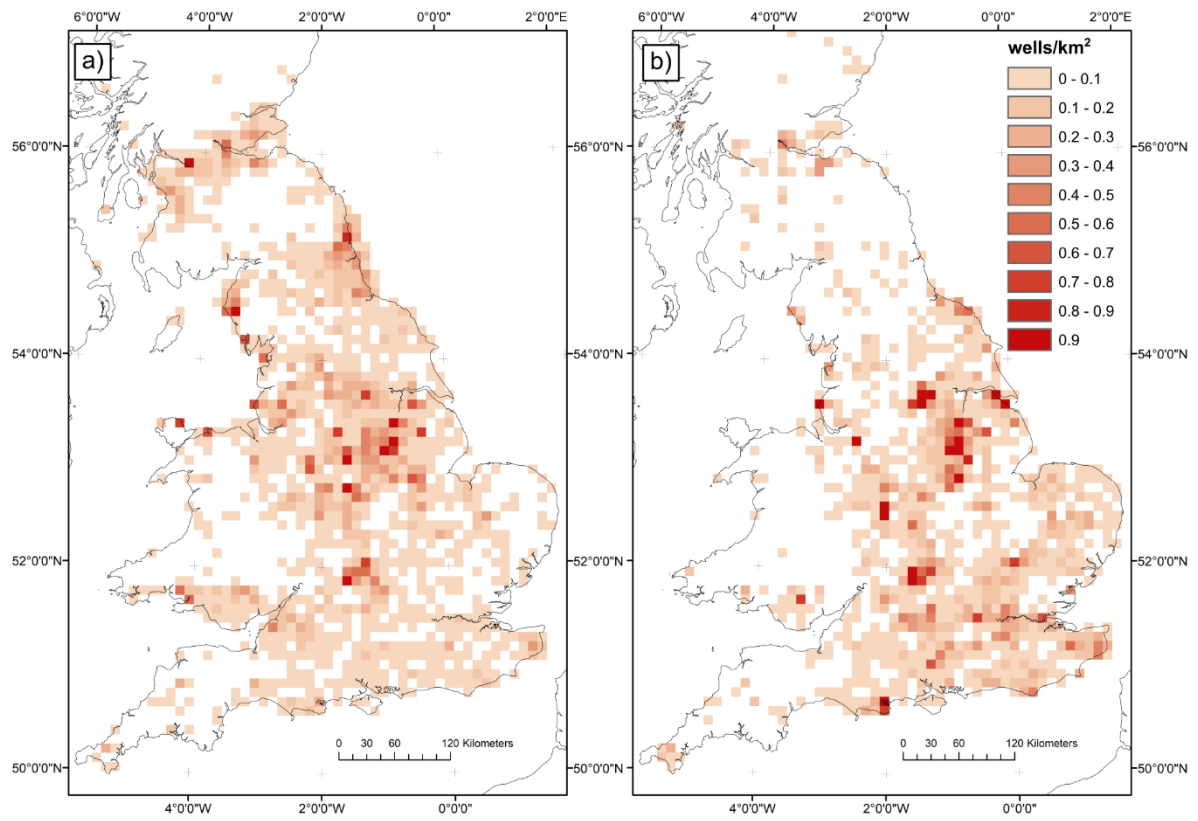 6°0'0"W 4°0'0"W 2°0'0"W 0°0'0" 2°0'0"E 6°0'0"W 4°0'0"W 2°0'0"W 0°0'0"E 2°0'0"E
a) b) wells/km²
0 - 0.1
0.1 - 0.2
0.2 - 0.3
56°0'0"N 56°0'0"N 0.3 - 0.4
0.4 - 0.5
0.5 - 0.6
0.6 - 0.7
0.7 - 0.8
0.8 - 0.9
0.9
54°0'0"N 54°0'0"N
52°0'0"N 52°0'0"N
0 30 60 120 Kilometers 0 30 60 120 Kilometers
50°0'0"N 50°0'0"N
4°0'0"W 2°0'0"W 0°0'0" 4°0'0"W 2°0'0"W 0°0'0"